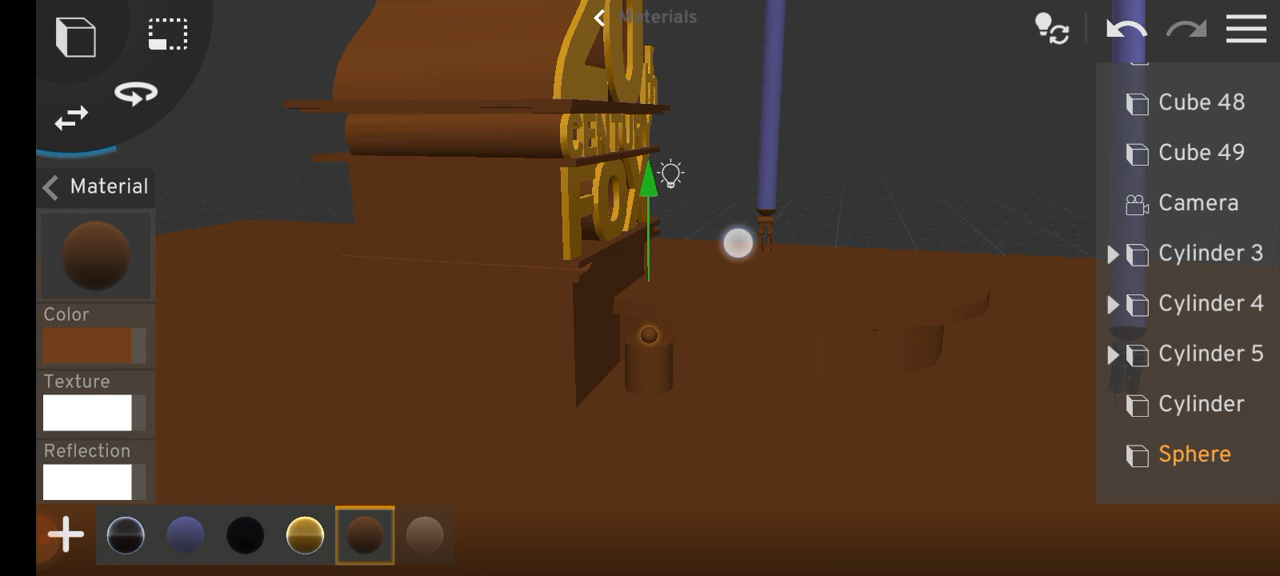 Materials
Material
Color
Texture
Reflection
20
CENTURY
FOX
Cube 48
Cube 49
Camera
Cylinder 3
Cylinder 4
Cylinder 5
Cylinder
Sphere